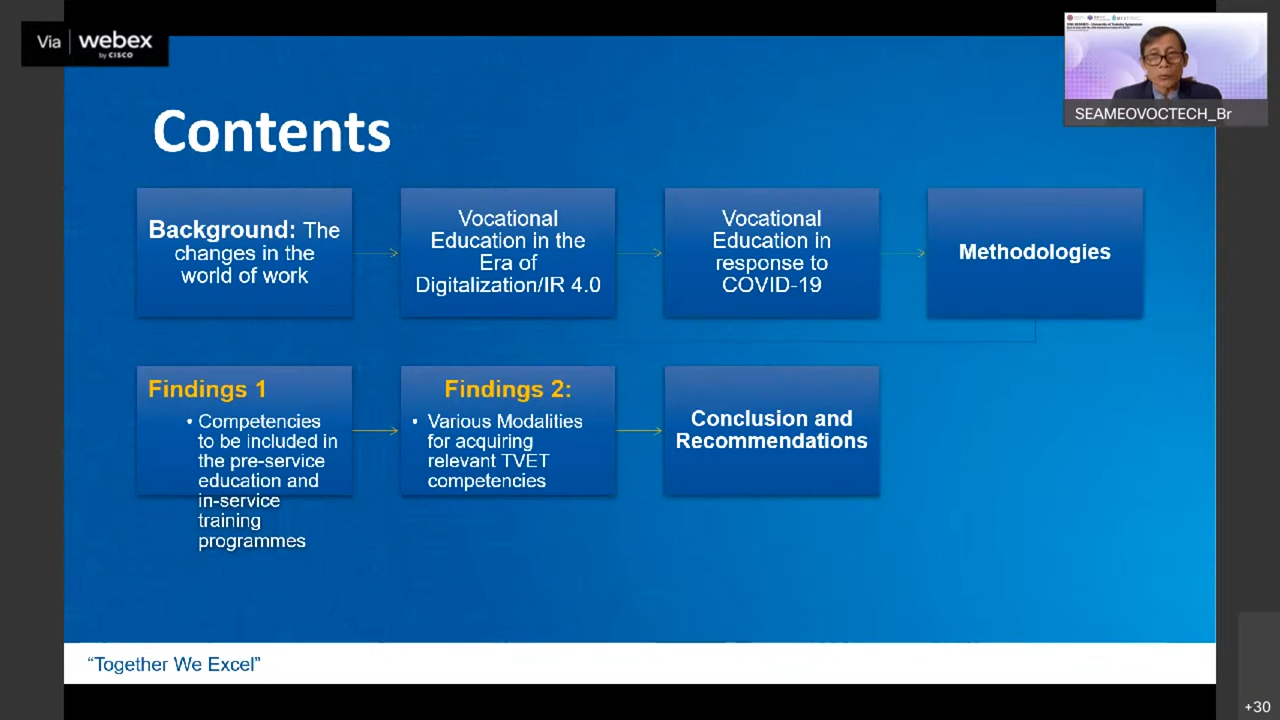 Via webex
by CISCO
SEAMEOVOCTECH_Br
Contents
Background: The
changes in the
world of work
Vocational
Education in the
Era of
Digitalization/IR 4.0
Vocational
Education in
response to
COVID-19
Methodologies
Findings 1
• Competencies
to be included in
the pre-service
education and
in-service
training
programmes
Findings 2:
• Various Modalities
for acquiring
relevant TVET
competencies
Conclusion and
Recommendations
“Together We Excel”
+30